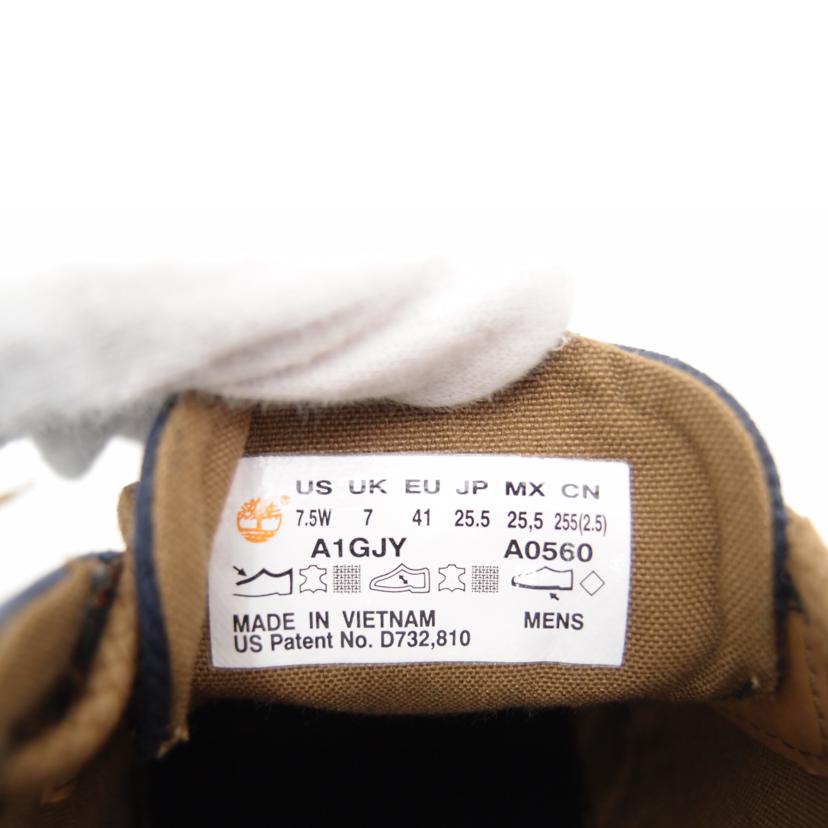 US UK EU JP MX CN
7.5W 7 41 25.5 25,5 255(2.5)
A1GJY A0560
MADE IN VIETNAM MENS
US Patent No. D732,810